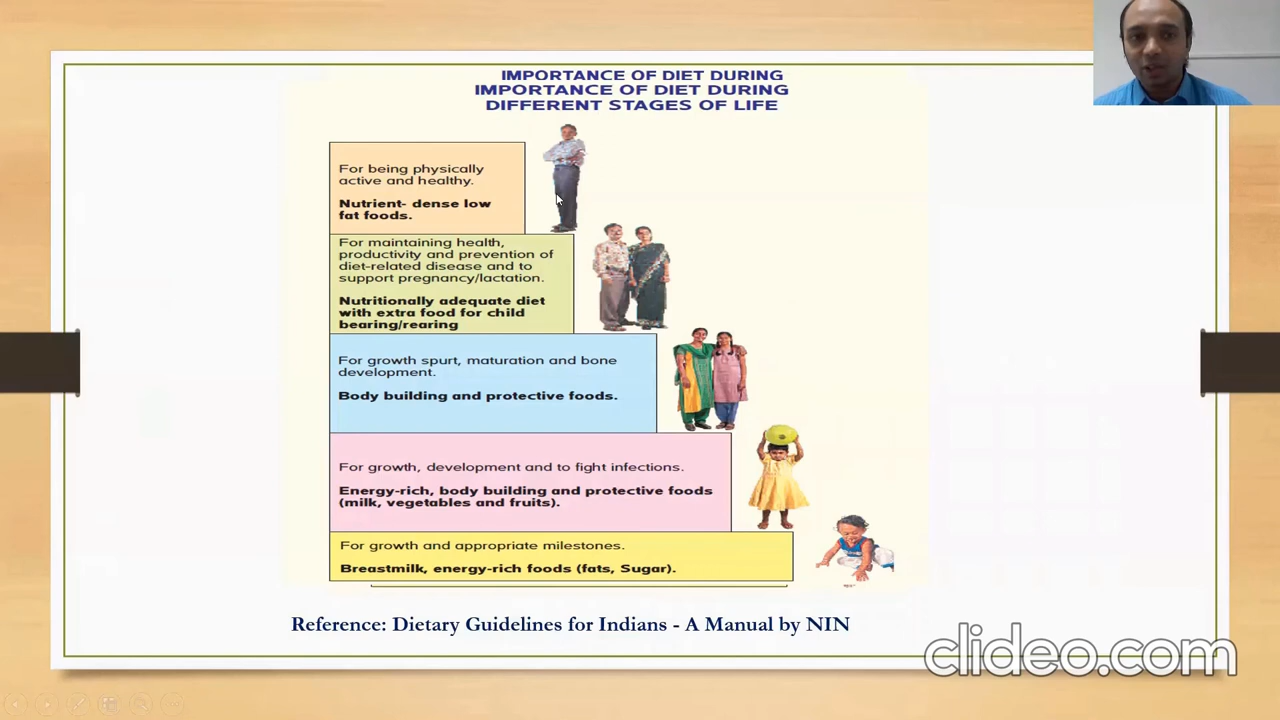 IMPORTANCE OF DIET DURING
IMPORTANCE OF DIET DURING
DIFFERENT STAGES OF LIFE
For being physically
active and healthy.
Nutrient- dense low
fat foods.
For maintaining health,
productivity and prevention of
diet-related disease and to
support pregnancy/lactation.
Nutritionally adequate diet
with extra food for child
bearing/rearing
For growth spurt, maturation and bone
development.
Body building and protective foods.
For growth, development and to fight infections.
Energy-rich, body building and protective foods
(milk, vegetables and fruits).
For growth and appropriate milestones.
Breastmilk, energy-rich foods (fats, Sugar).
Reference: Dietary Guidelines for Indians - A Manual by NIN
clideo.com